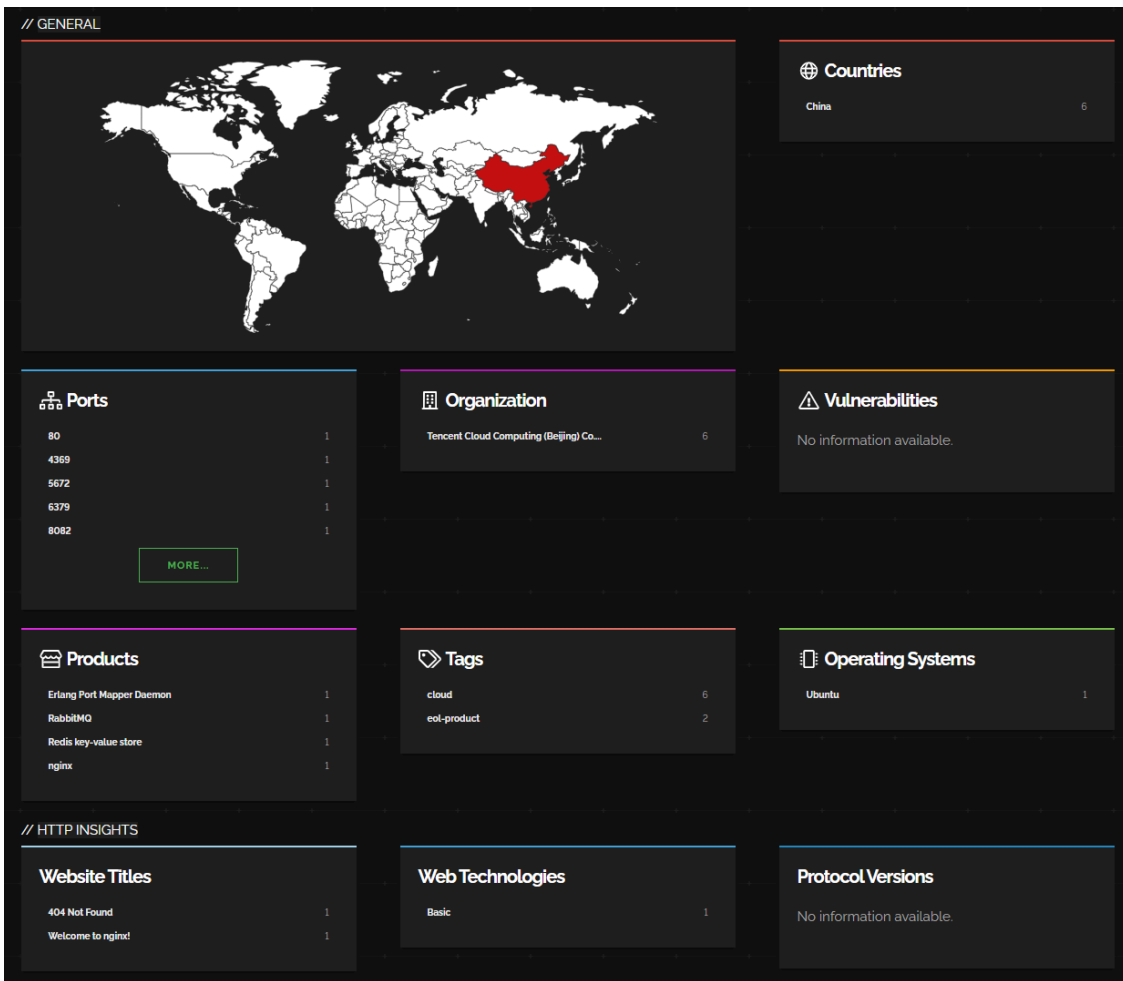 // GENERAL
Countries
China 6
Ports
80 1
4369 1
5672 1
6379 1
8082 1
MORE...
Organization
Tencent Cloud Computing (Beijing) Co.... 6
Vulnerabilities
No information available.
Products
Erlang Port Mapper Daemon 1
RabbitMQ 1
Redis key-value store 1
nginx 1
Tags
cloud 6
eol-product 2
Operating Systems
Ubuntu 1
// HTTP INSIGHTS
Website Titles
404 Not Found 1
Welcome to nginx! 1
Web Technologies
Basic 1
Protocol Versions
No information available.